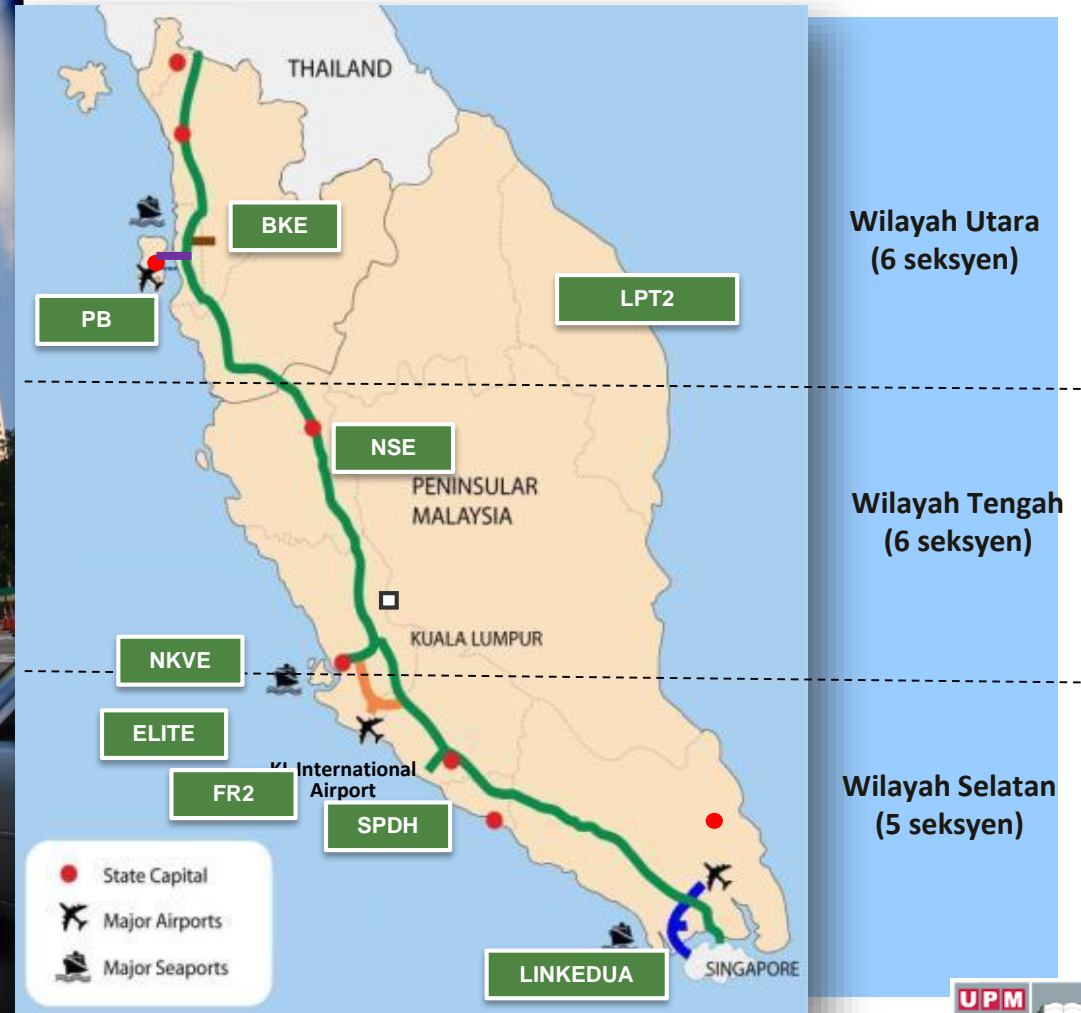 THAILAND
BKE
PB
LPT2
Wilayah Utara
(6 seksyen)
NSE
PENINSULAR
MALAYSIA
Wilayah Tengah
(6 seksyen)
KUALA LUMPUR
NKVE
ELITE
KL International
Airport
FR2
SPDH
Wilayah Selatan
(5 seksyen)
State Capital
Major Airports
Major Seaports
LINKEDUA
SINGAPORE
UPM